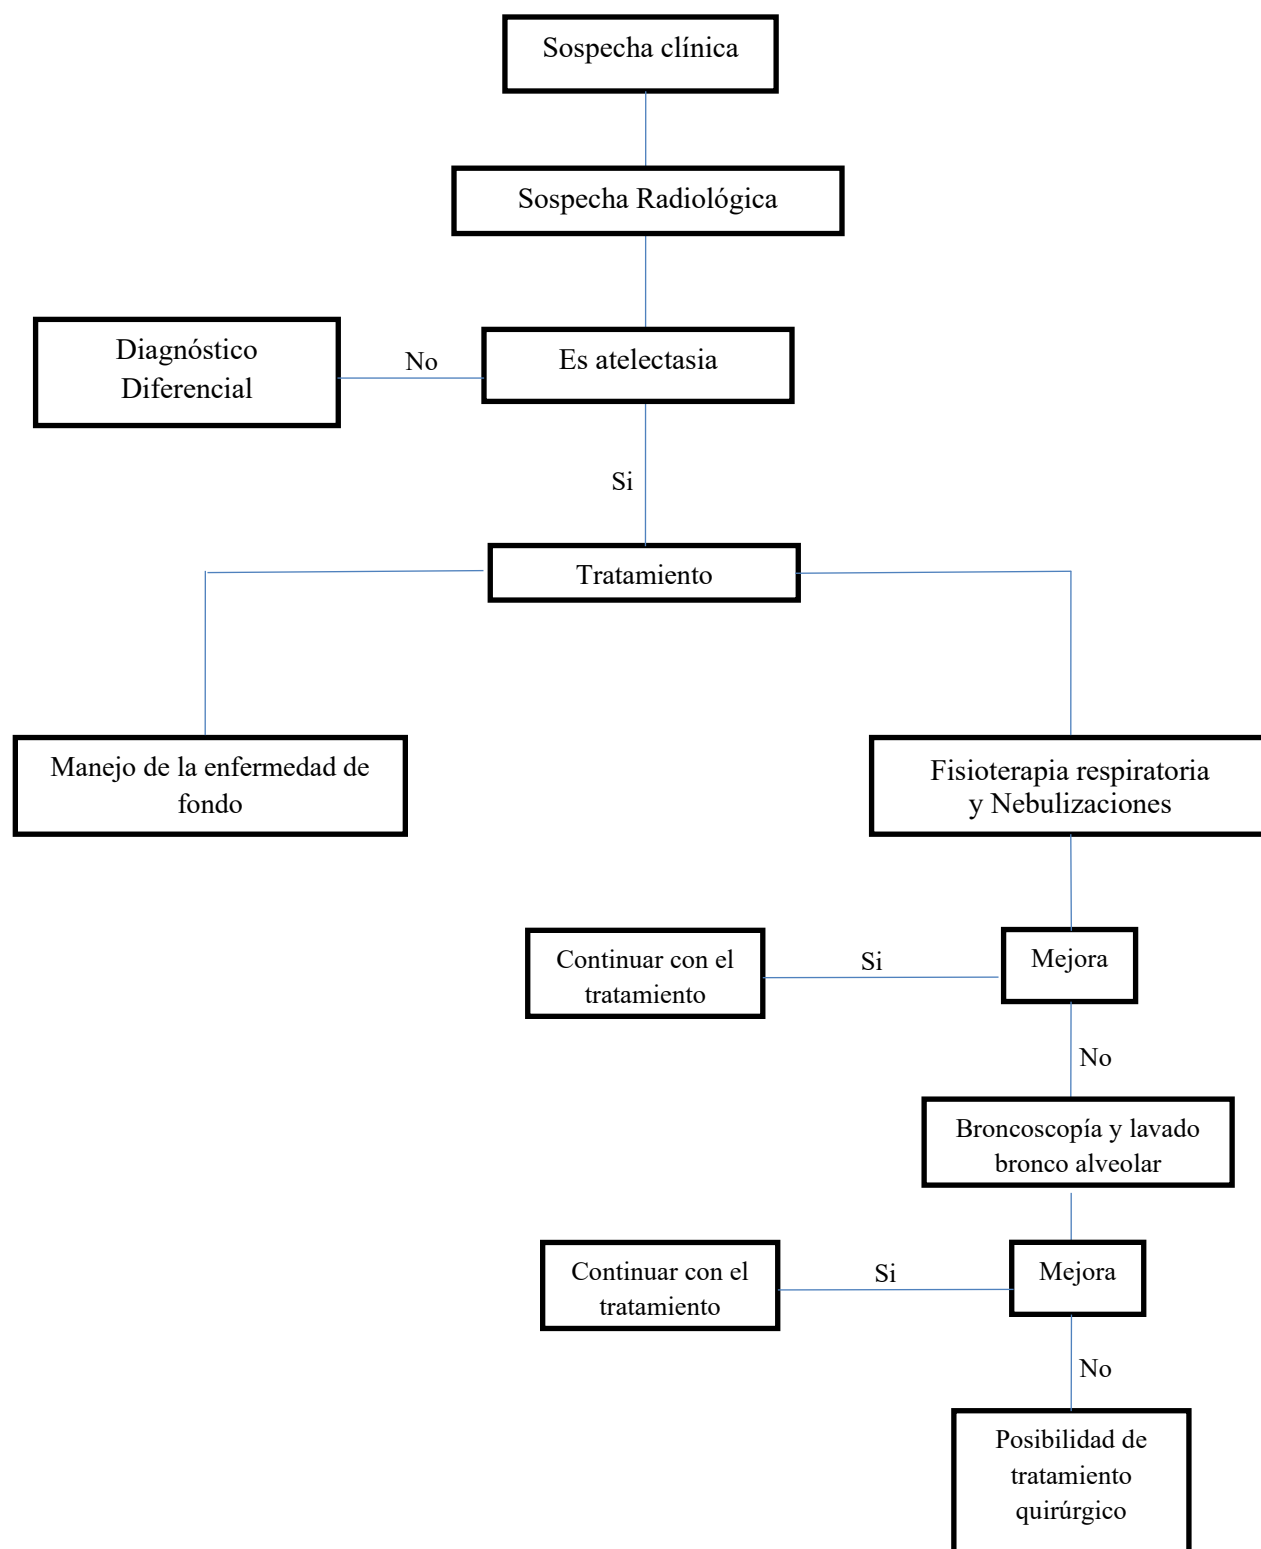 Sospecha clínica
Sospecha Radiológica
Diagnóstico
Diferencial
No
Es atelectasia
Si
Tratamiento
Manejo de la enfermedad de
fondo
Fisioterapia respiratoria
y Nebulizaciones
Continuar con el
tratamiento
Si
Mejora
No
Broncoscopía y lavado
bronco alveolar
Continuar con el
tratamiento
Si
Mejora
No
Posibilidad de
tratamiento
quirúrgico